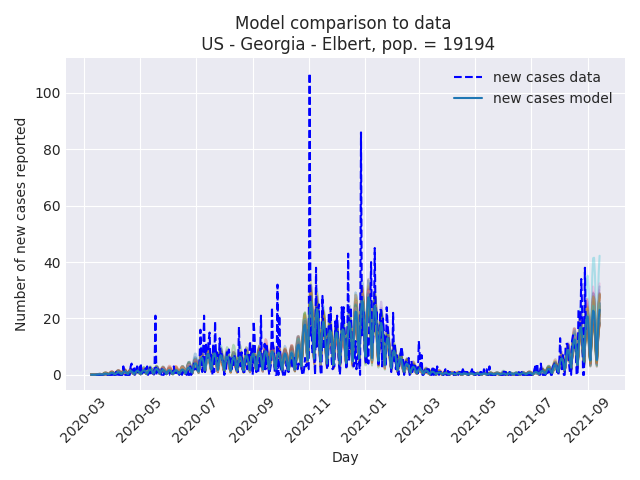 Model comparison to data
US - Georgia - Elbert, pop. = 19194
new cases data
new cases model
Number of new cases reported
100
80
60
40
20
0
2020-03
2020-05
2020-07
2020-09
2020-11
2021-01
2021-03
2021-05
2021-07
2021-09
Day